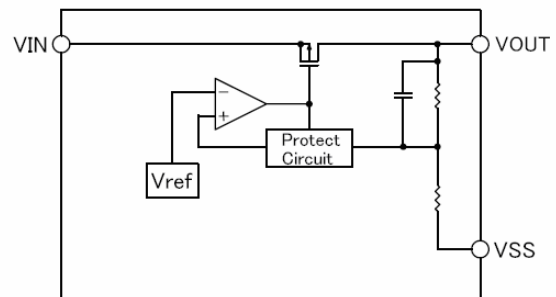 VIN
VOUT
−
+
Protect
Circuit
Vref
VSS